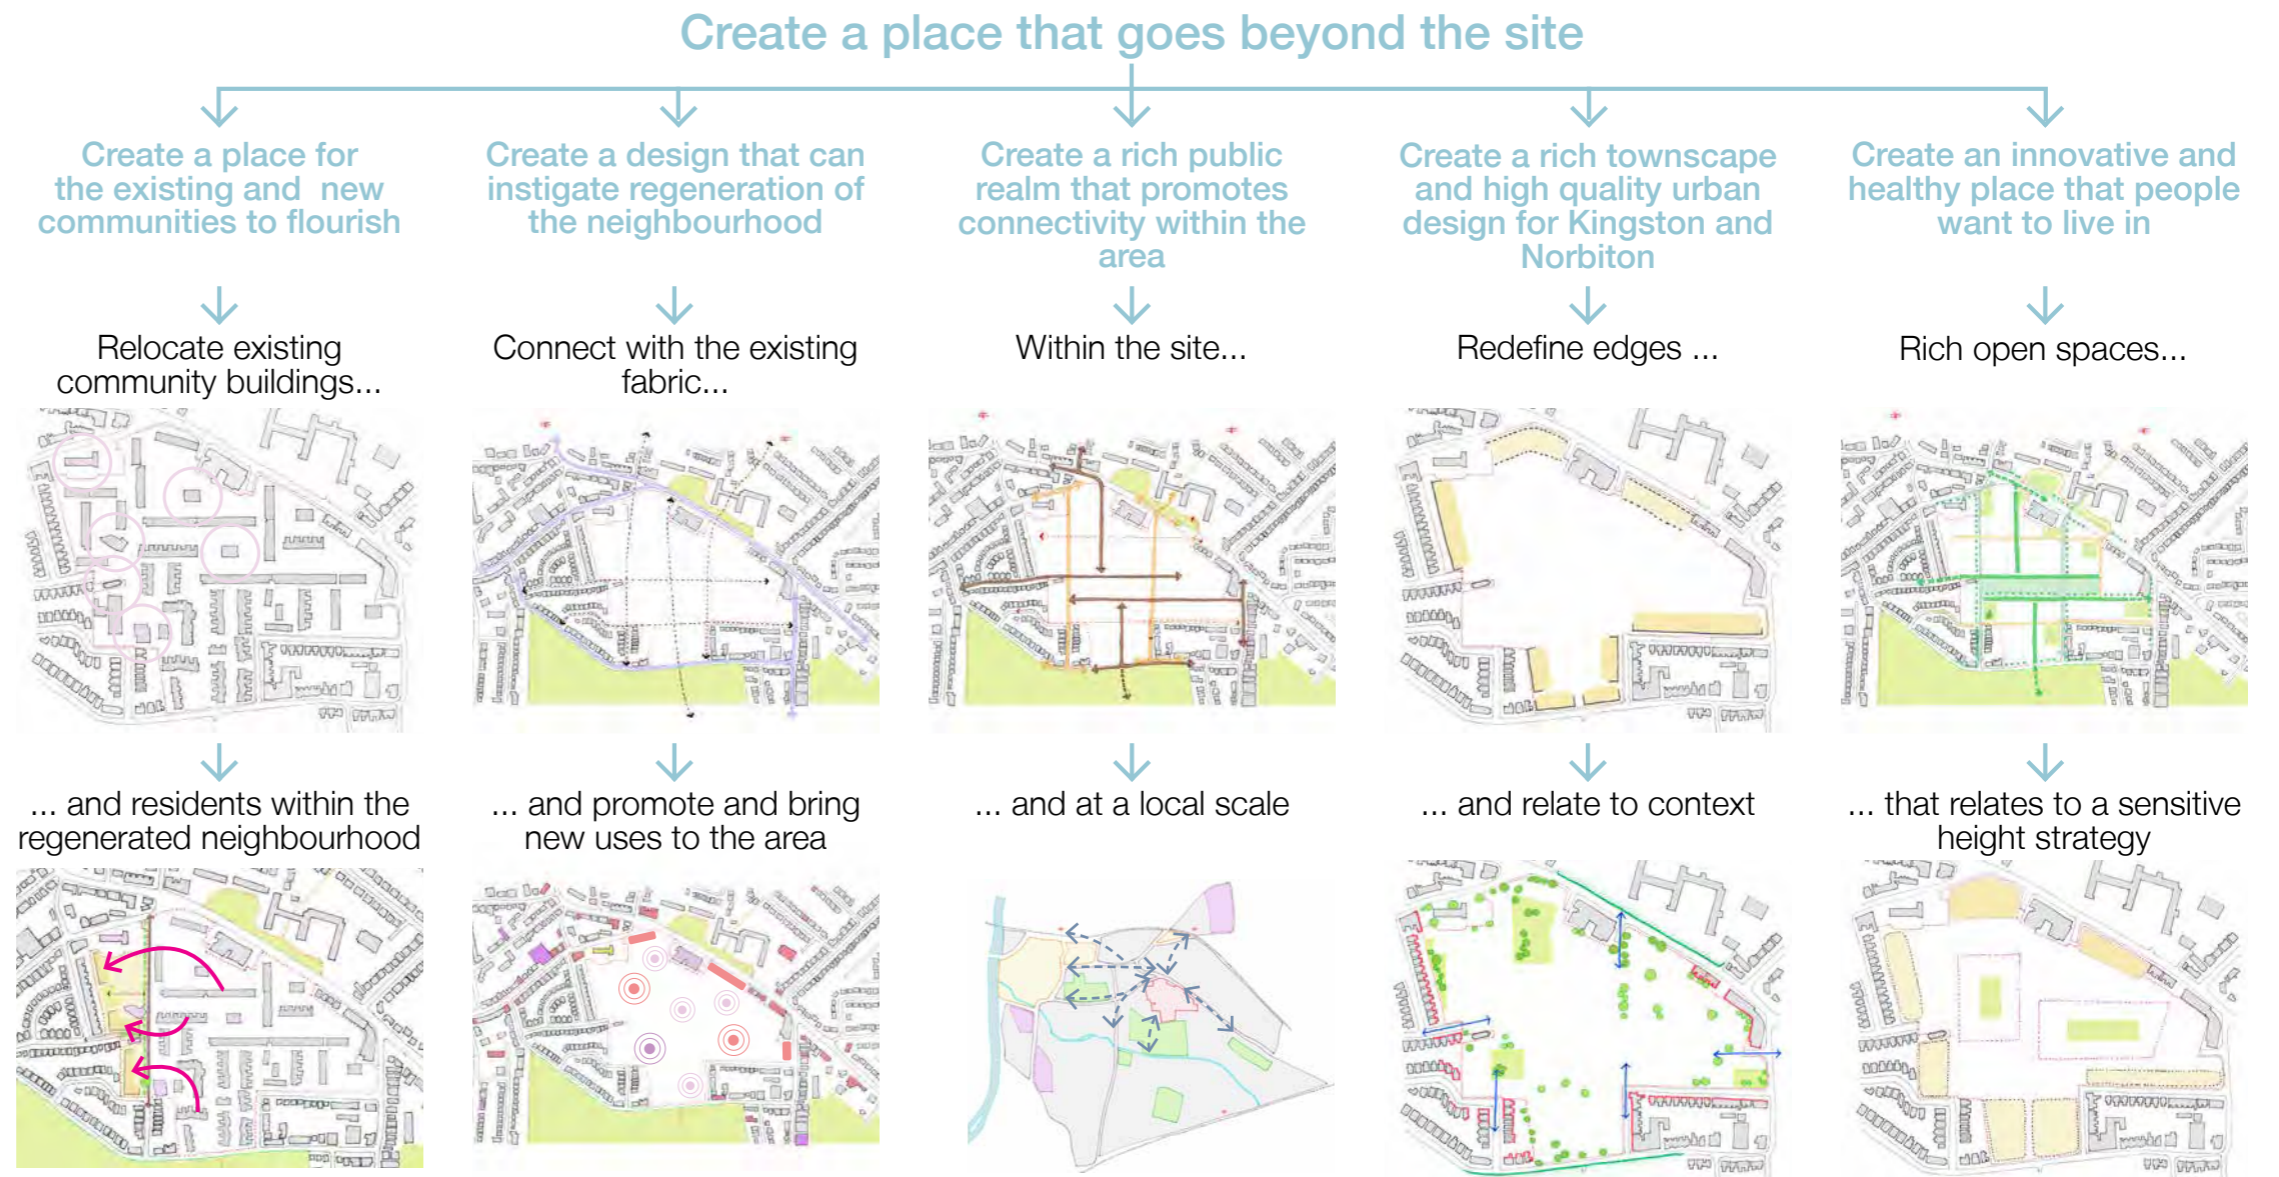 Create a place that goes beyond the site
Create a place for
the existing and new
communities to flourish
Create a design that can
instigate regeneration of
the neighbourhood
Create a rich public
realm that promotes
connectivity within the
area
Create a rich townscape
and high quality urban
design for Kingston and
Norbiton
Create an innovative and
healthy place that people
want to live in
Relocate existing
community buildings...
Connect with the existing
fabric...
Within the site...
Redefine edges ...
Rich open spaces...
... and residents within the
regenerated neighbourhood
... and promote and bring
new uses to the area
... and at a local scale
... and relate to context
... that relates to a sensitive
height strategy